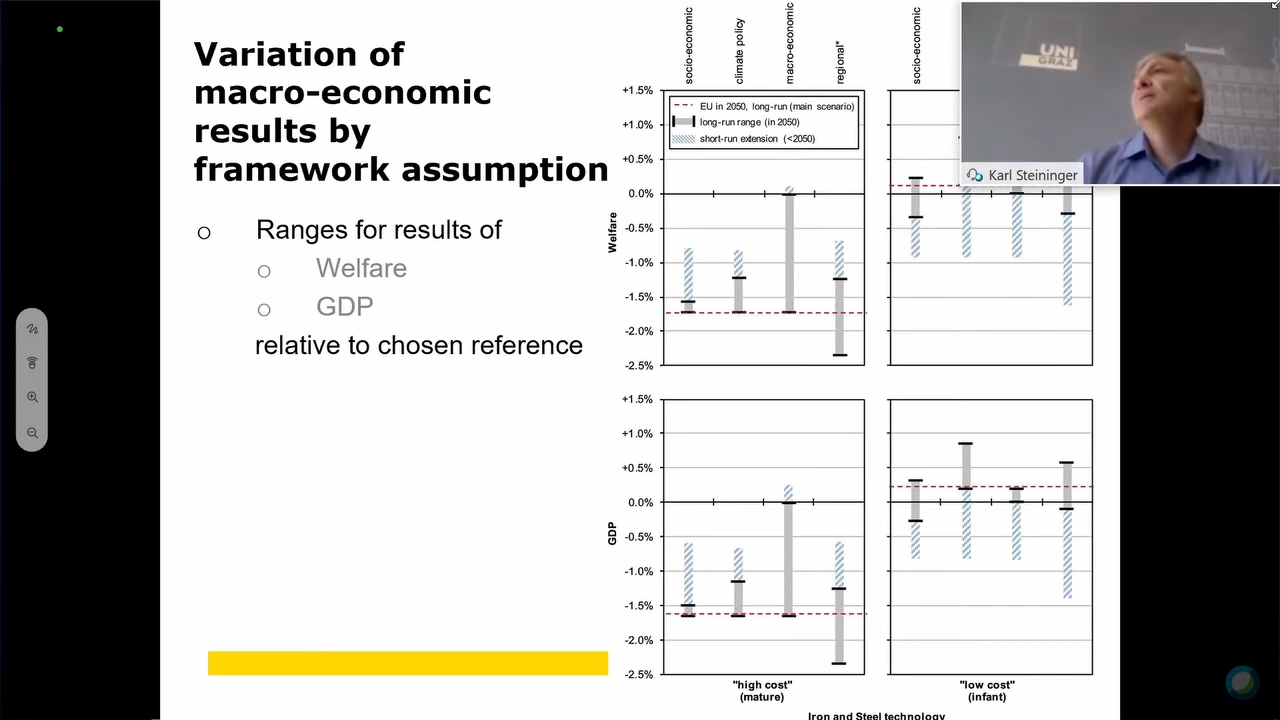 Variation of
macro-economic
results by
framework assumption
o Ranges for results of
o Welfare
o GDP
relative to chosen reference
socio-economic
climate policy
macro-economic
regional*
socio-economic
EU in 2050, long-run (main scenario)
long-run range (in 2050)
short-run extension (<2050)
+1.5%
+1.0%
+0.5%
0.0%
-0.5%
-1.0%
-1.5%
-2.0%
-2.5%
Welfare
+1.5%
+1.0%
+0.5%
0.0%
-0.5%
-1.0%
-1.5%
-2.0%
-2.5%
GDP
"high cost"
(mature)
"low cost"
(infant)
Iron and Steel technology
UNI
GRAZ
Karl Steininger